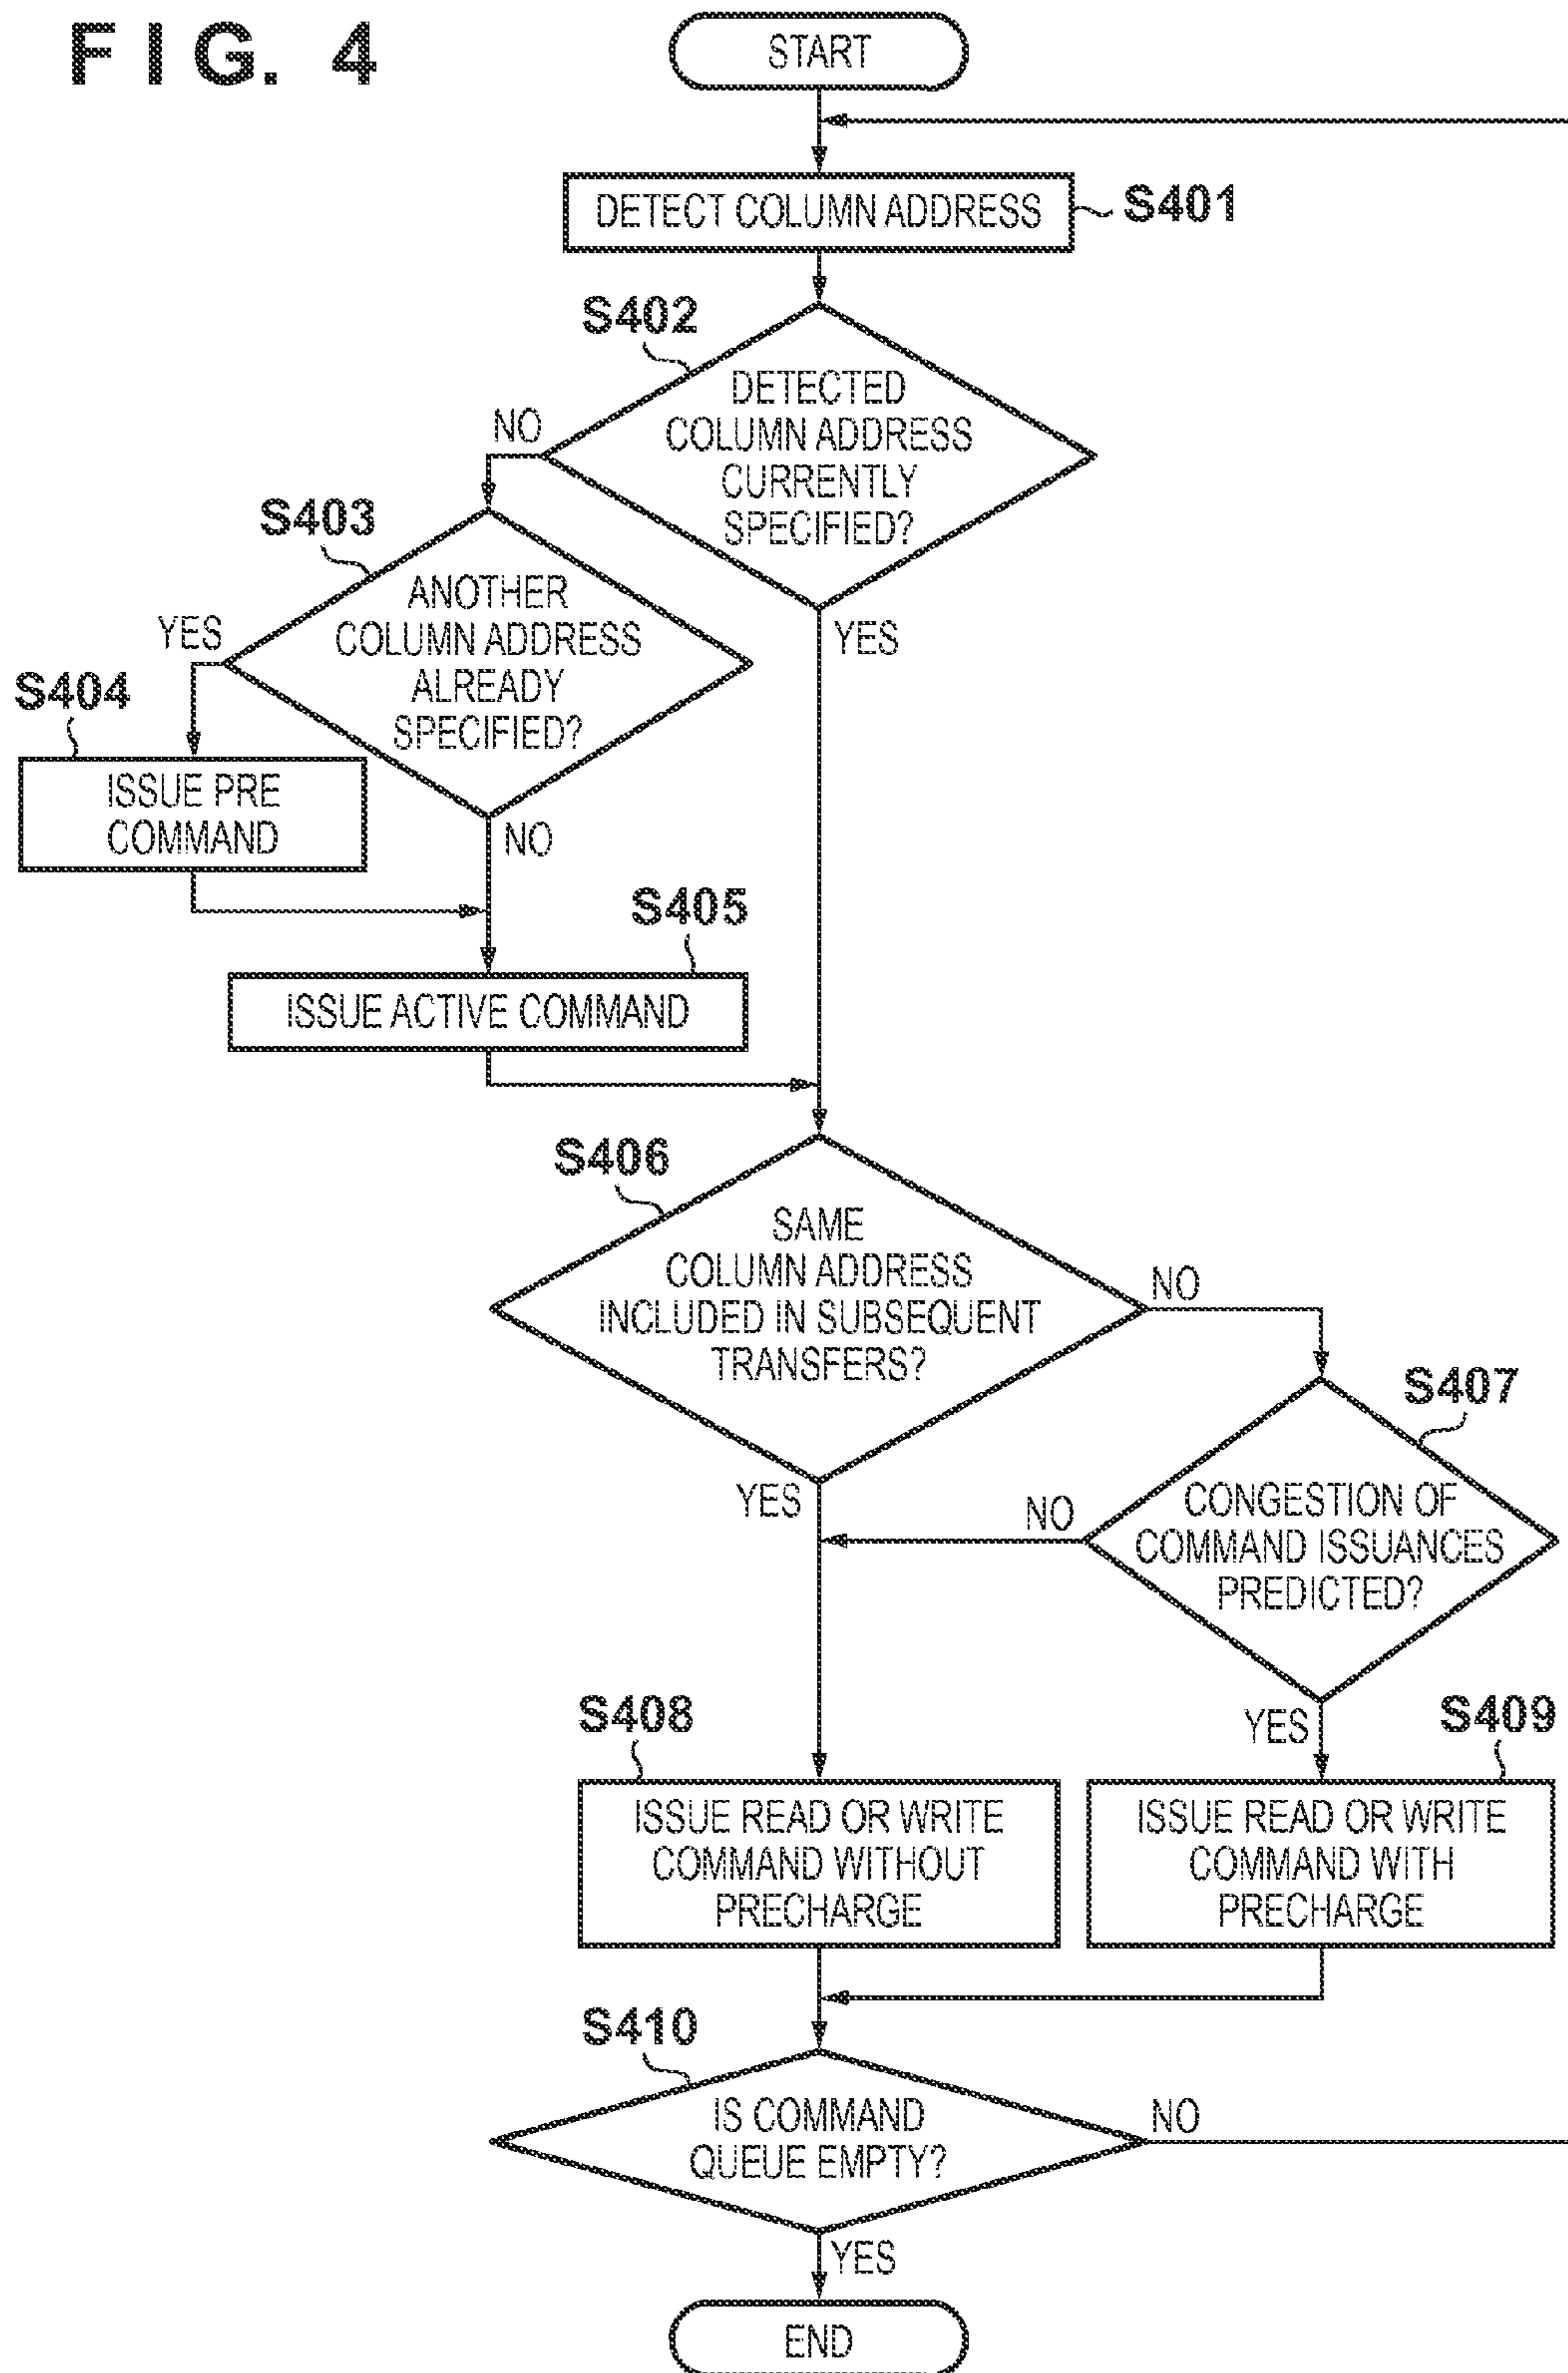 FIG. 4
START
DETECT COLUMN ADDRESS
S401
S402
DETECTED
COLUMN ADDRESS
CURRENTLY
SPECIFIED?
NO
YES
S403
ANOTHER
COLUMN ADDRESS
ALREADY
SPECIFIED?
YES
NO
S404
ISSUE PRE
COMMAND
S405
ISSUE ACTIVE COMMAND
S406
SAME
COLUMN ADDRESS
INCLUDED IN SUBSEQUENT
TRANSFERS?
NO
YES
S407
CONGESTION OF
COMMAND ISSUANCES
PREDICTED?
NO
YES
S408
ISSUE READ OR WRITE
COMMAND WITHOUT
PRECHARGE
S409
ISSUE READ OR WRITE
COMMAND WITH
PRECHARGE
S410
IS COMMAND
QUEUE EMPTY?
NO
YES
END